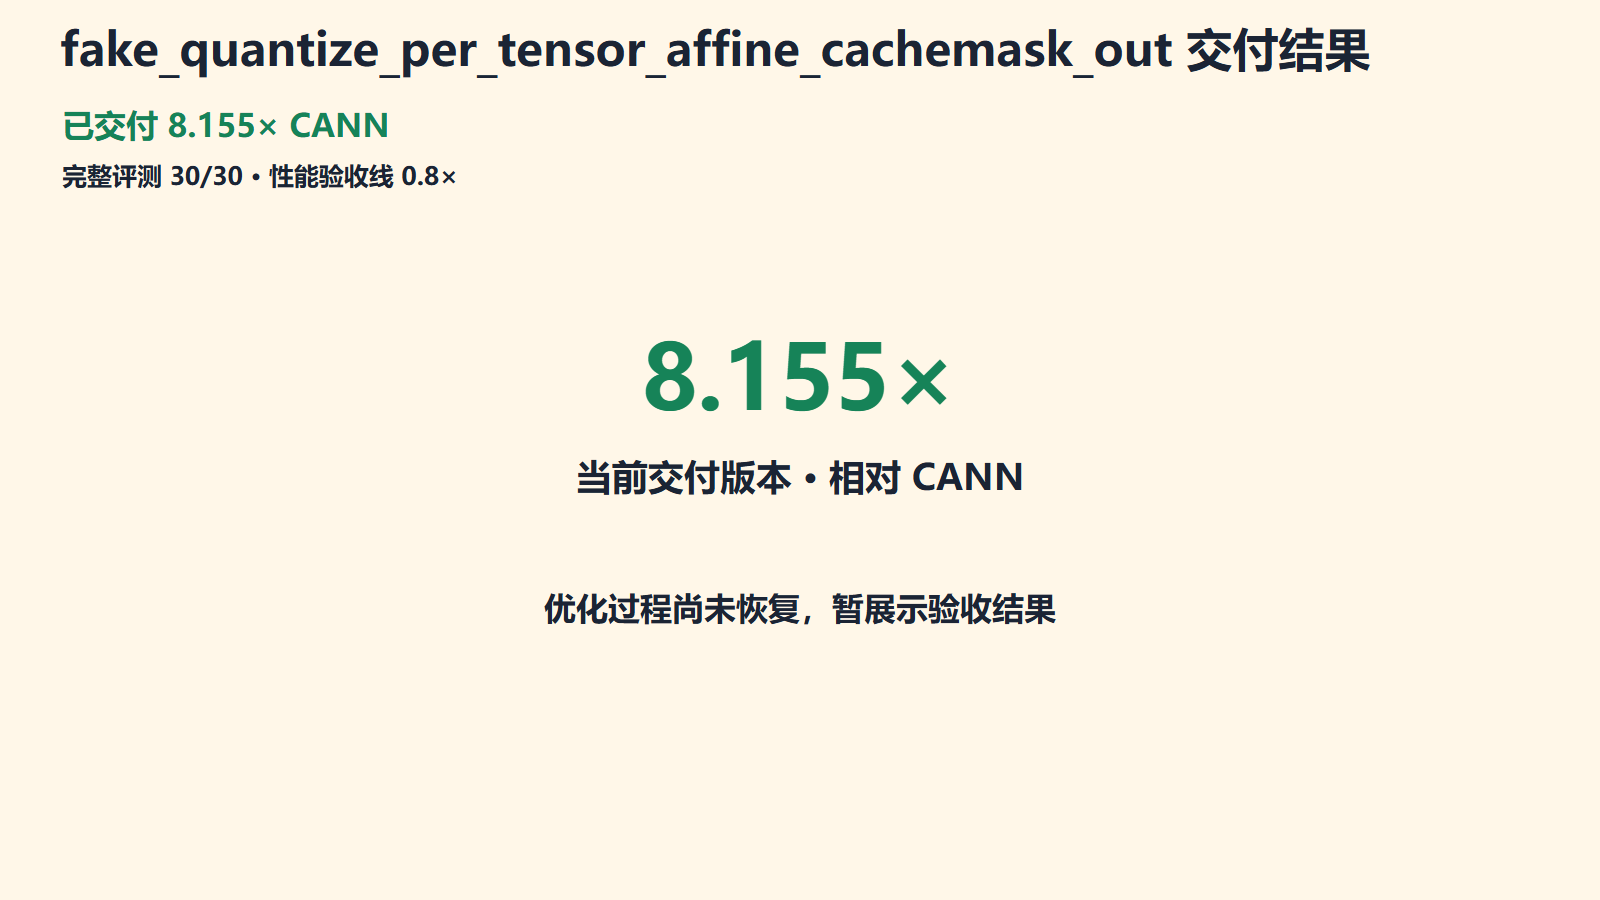 fake_quantize_per_tensor_affine_cachemask_out 交付结果
已交付 8.155× CANN
完整评测 30/30 · 性能验收线 0.8×
8.155×
当前交付版本 · 相对 CANN
优化过程尚未恢复，暂展示验收结果